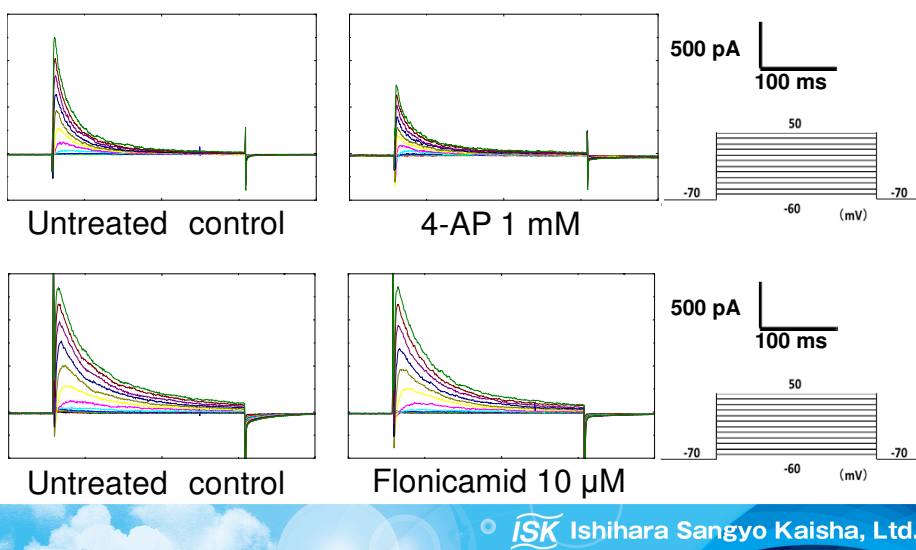 500 pA
100 ms
50
-70
-70
-60
(mV)
Untreated control
4-AP 1 mM
500 pA
100 ms
50
-70
-70
-60
(mV)
Untreated control
Flonicamid 10 μM
ISK Ishihara Sangyo Kaisha, Ltd.